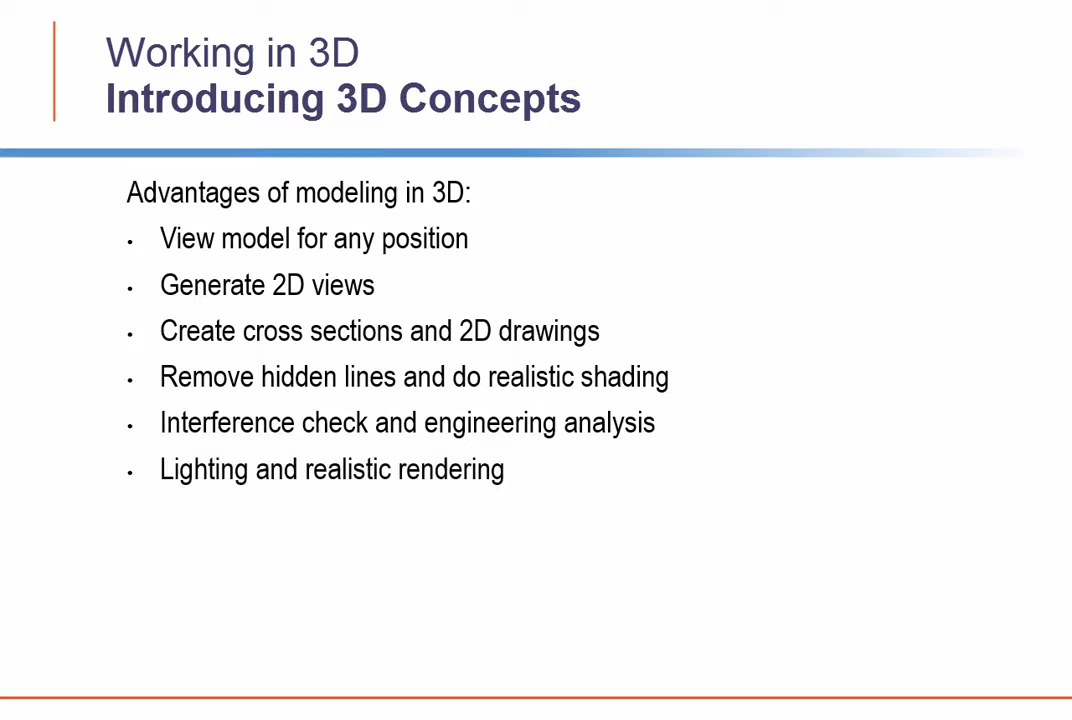 Working in 3D
Introducing 3D Concepts
Advantages of modeling in 3D:
• View model for any position
• Generate 2D views
• Create cross sections and 2D drawings
• Remove hidden lines and do realistic shading
• Interference check and engineering analysis
• Lighting and realistic rendering